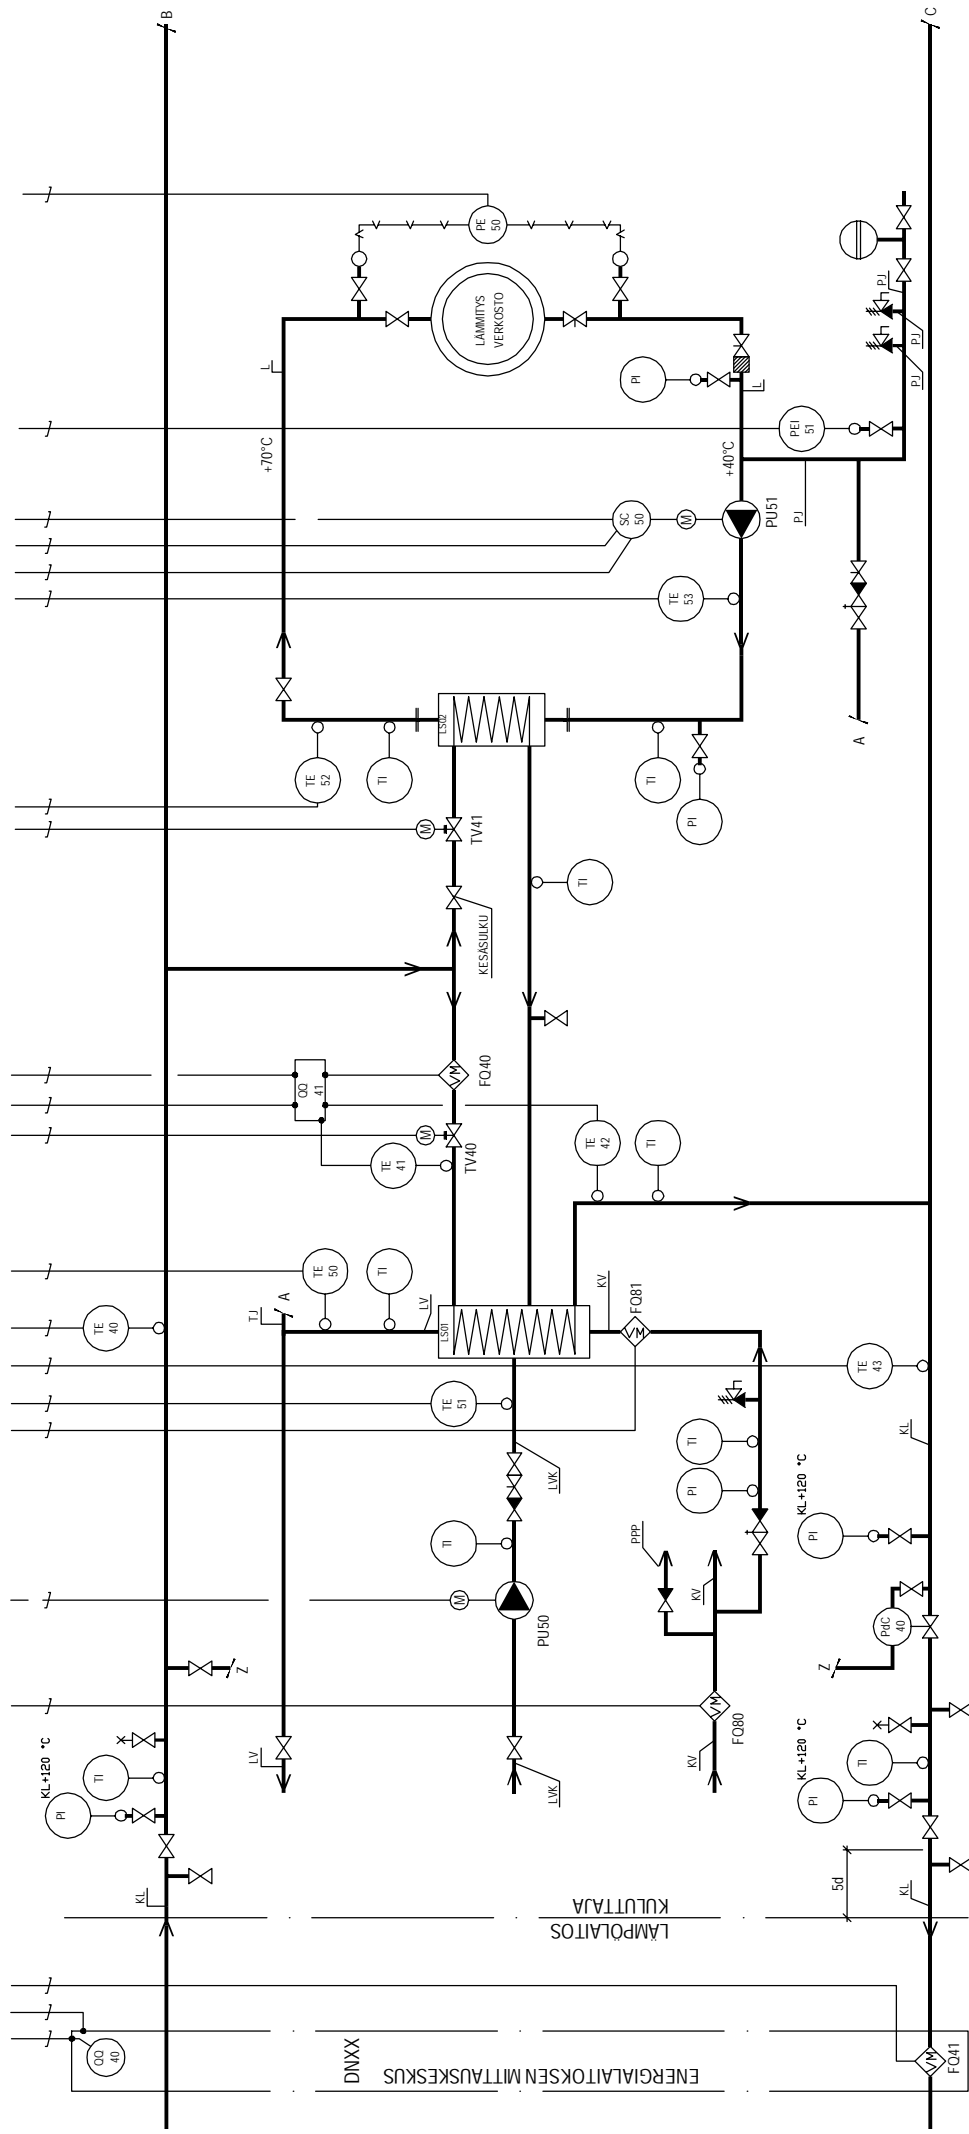 B
C
PE
50
LÄMMITYS
VERKOSTO
L
+70°C
PI
L
PJ
PJ
PJ
PEI
51
+40°C
SC
50
M
PU51
PJ
TE
53
A
LS02
TE
52
TI
TI
PI
M
TV41
TI
KESÄSULKU
QQ
41
VM
FQ40
M
TV40
TE
41
TE
42
TI
TE
50
TI
TJ
A
LV
LS01
KV
FQ81
VM
TE
40
TE
43
TE
51
LVK
TI
PI
TI
KL
KL+120 °C
PI
PPP
KV
M
PU50
PdC
40
Z
Z
VM
FQ80
KV
LV
LVK
KL+120 °C
TI
PI
KL+120 °C
TI
PI
5d
KL
KL
KULUTTAJA
LÄMPÖLAITOS
DNXX
ENERGIALAITOKSEN MITTAUSKESKUS
QQ
40
VM
FQ41